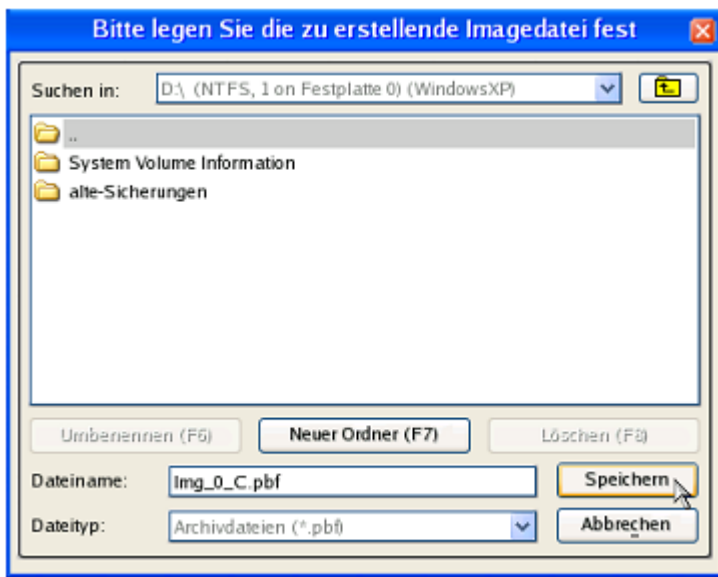 Bitte legen Sie die zu erstellende Imagedatei fest
Suchen in: D:\ (NTFS, 1 on Festplatte 0) (WindowsXP)
..
System Volume Information
alte-Sicherungen
Umbenennen (F6) Neuer Ordner (F7) Löschen (F8)
Dateiname: Img_0_C.pbf Speichern
Dateityp: Archivdateien (*.pbf) Abbrechen